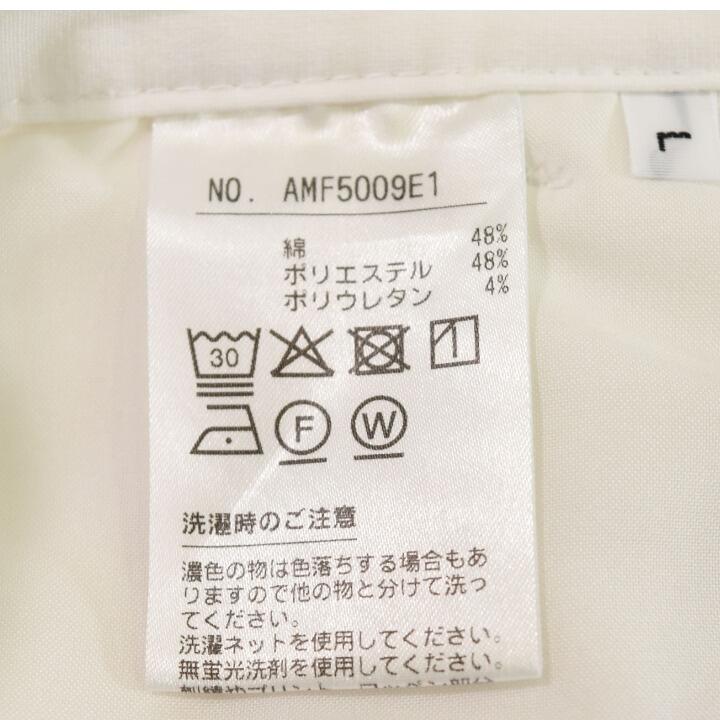 NO. AMF5009E1
L
綿 48%
ポリエステル 48%
ポリウレタン 4%
30
F
W
洗濯時のご注意
濃色の物は色落ちする場合もあ
りますので他の物と分けて洗っ
てください。
洗濯ネットを使用してください。
無蛍光洗剤を使用してください。